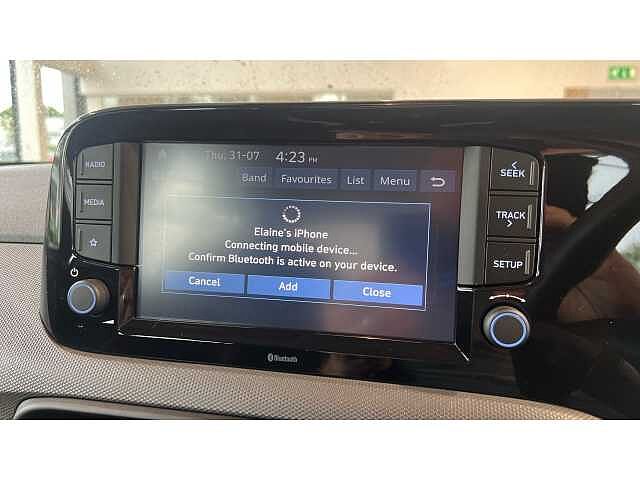 Thu, 31-07 4:23 PM
Band Favourites List Menu
Elaine's iPhone
Connecting mobile device...
Confirm Bluetooth is active on your device.
Cancel Add Close
RADIO
MEDIA
SEEK
TRACK
SETUP
Bluetooth